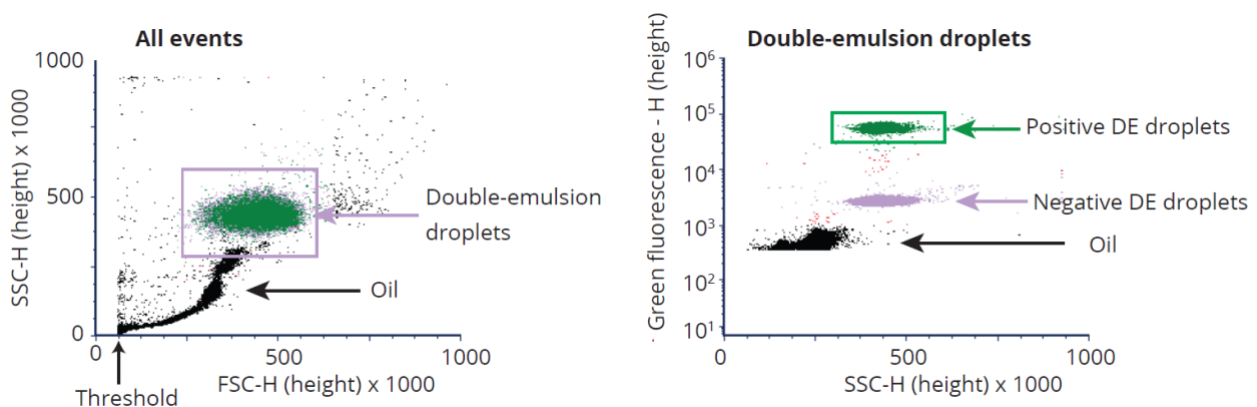 All events
1000
500
0
SSC-H (height) x 1000
0
500
1000
FSC-H (height) x 1000
Threshold
Double-emulsion
droplets
Oil
Double-emulsion droplets
10⁶
10⁵
10⁴
10³
10²
10¹
Green fluorescence - H (height)
0
500
1000
SSC-H (height) x 1000
Positive DE droplets
Negative DE droplets
Oil